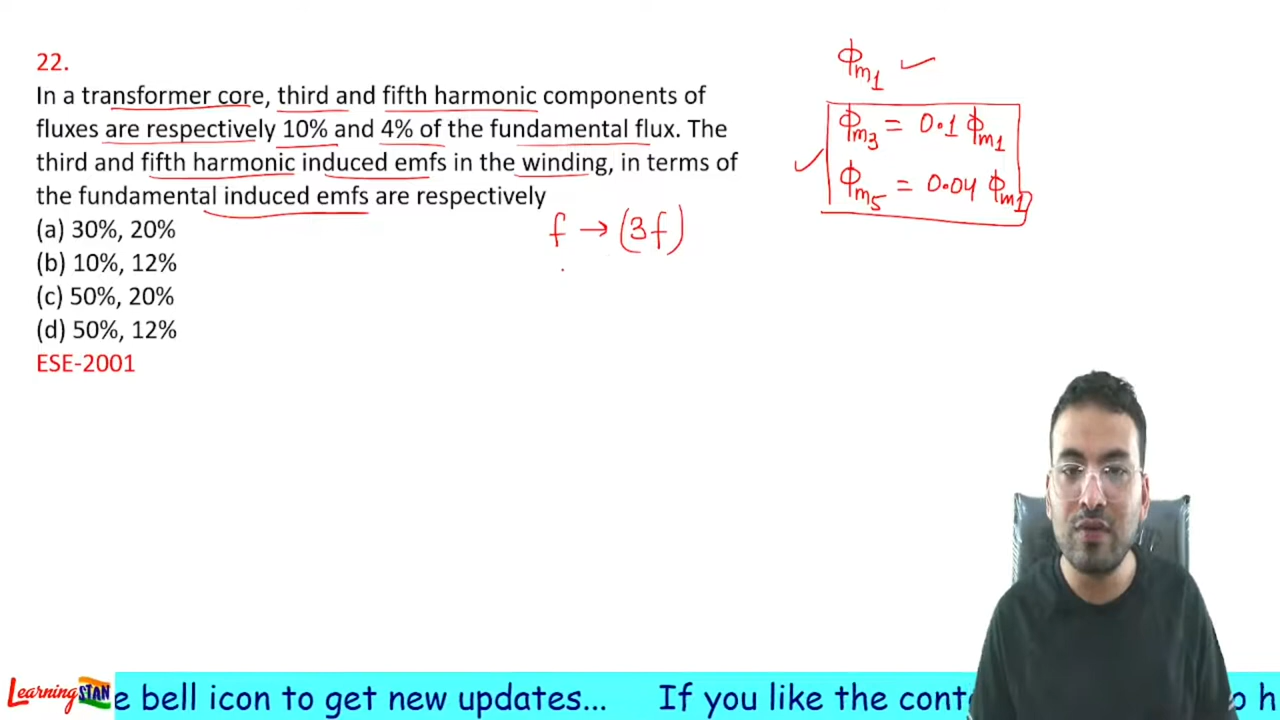 22.
In a transformer core, third and fifth harmonic components of
fluxes are respectively 10% and 4% of the fundamental flux. The
third and fifth harmonic induced emfs in the winding, in terms of
the fundamental induced emfs are respectively
(a) 30%, 20%
(b) 10%, 12%
(c) 50%, 20%
(d) 50%, 12%
ESE-2001
f → (3f)
ϕm1 ✓
ϕm3 = 0.1 ϕm1
✓
ϕm5 = 0.04 ϕm1
Learning STAN
e bell icon to get new updates... If you like the cont